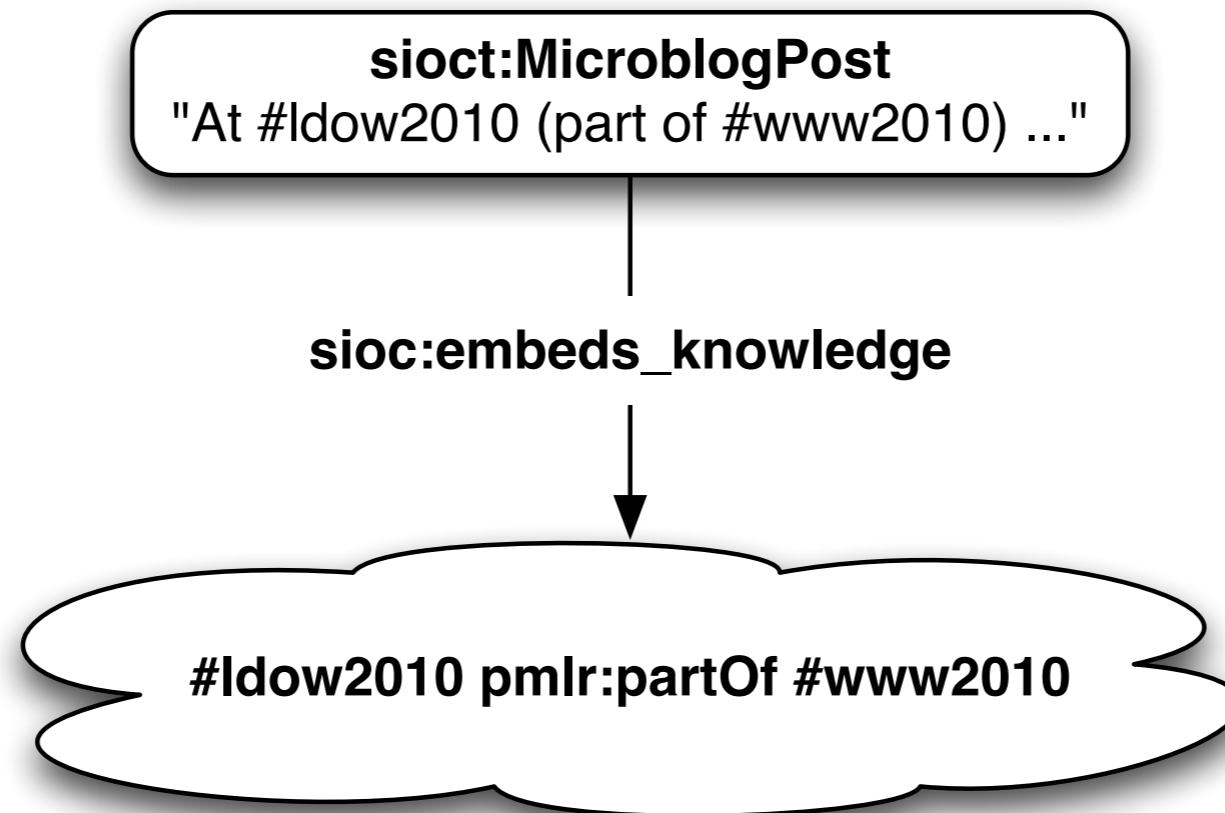 sioct:MicroblogPost
"At #ldow2010 (part of #www2010) ..."
sioc:embeds_knowledge
#ldow2010 pmlr:partOf #www2010